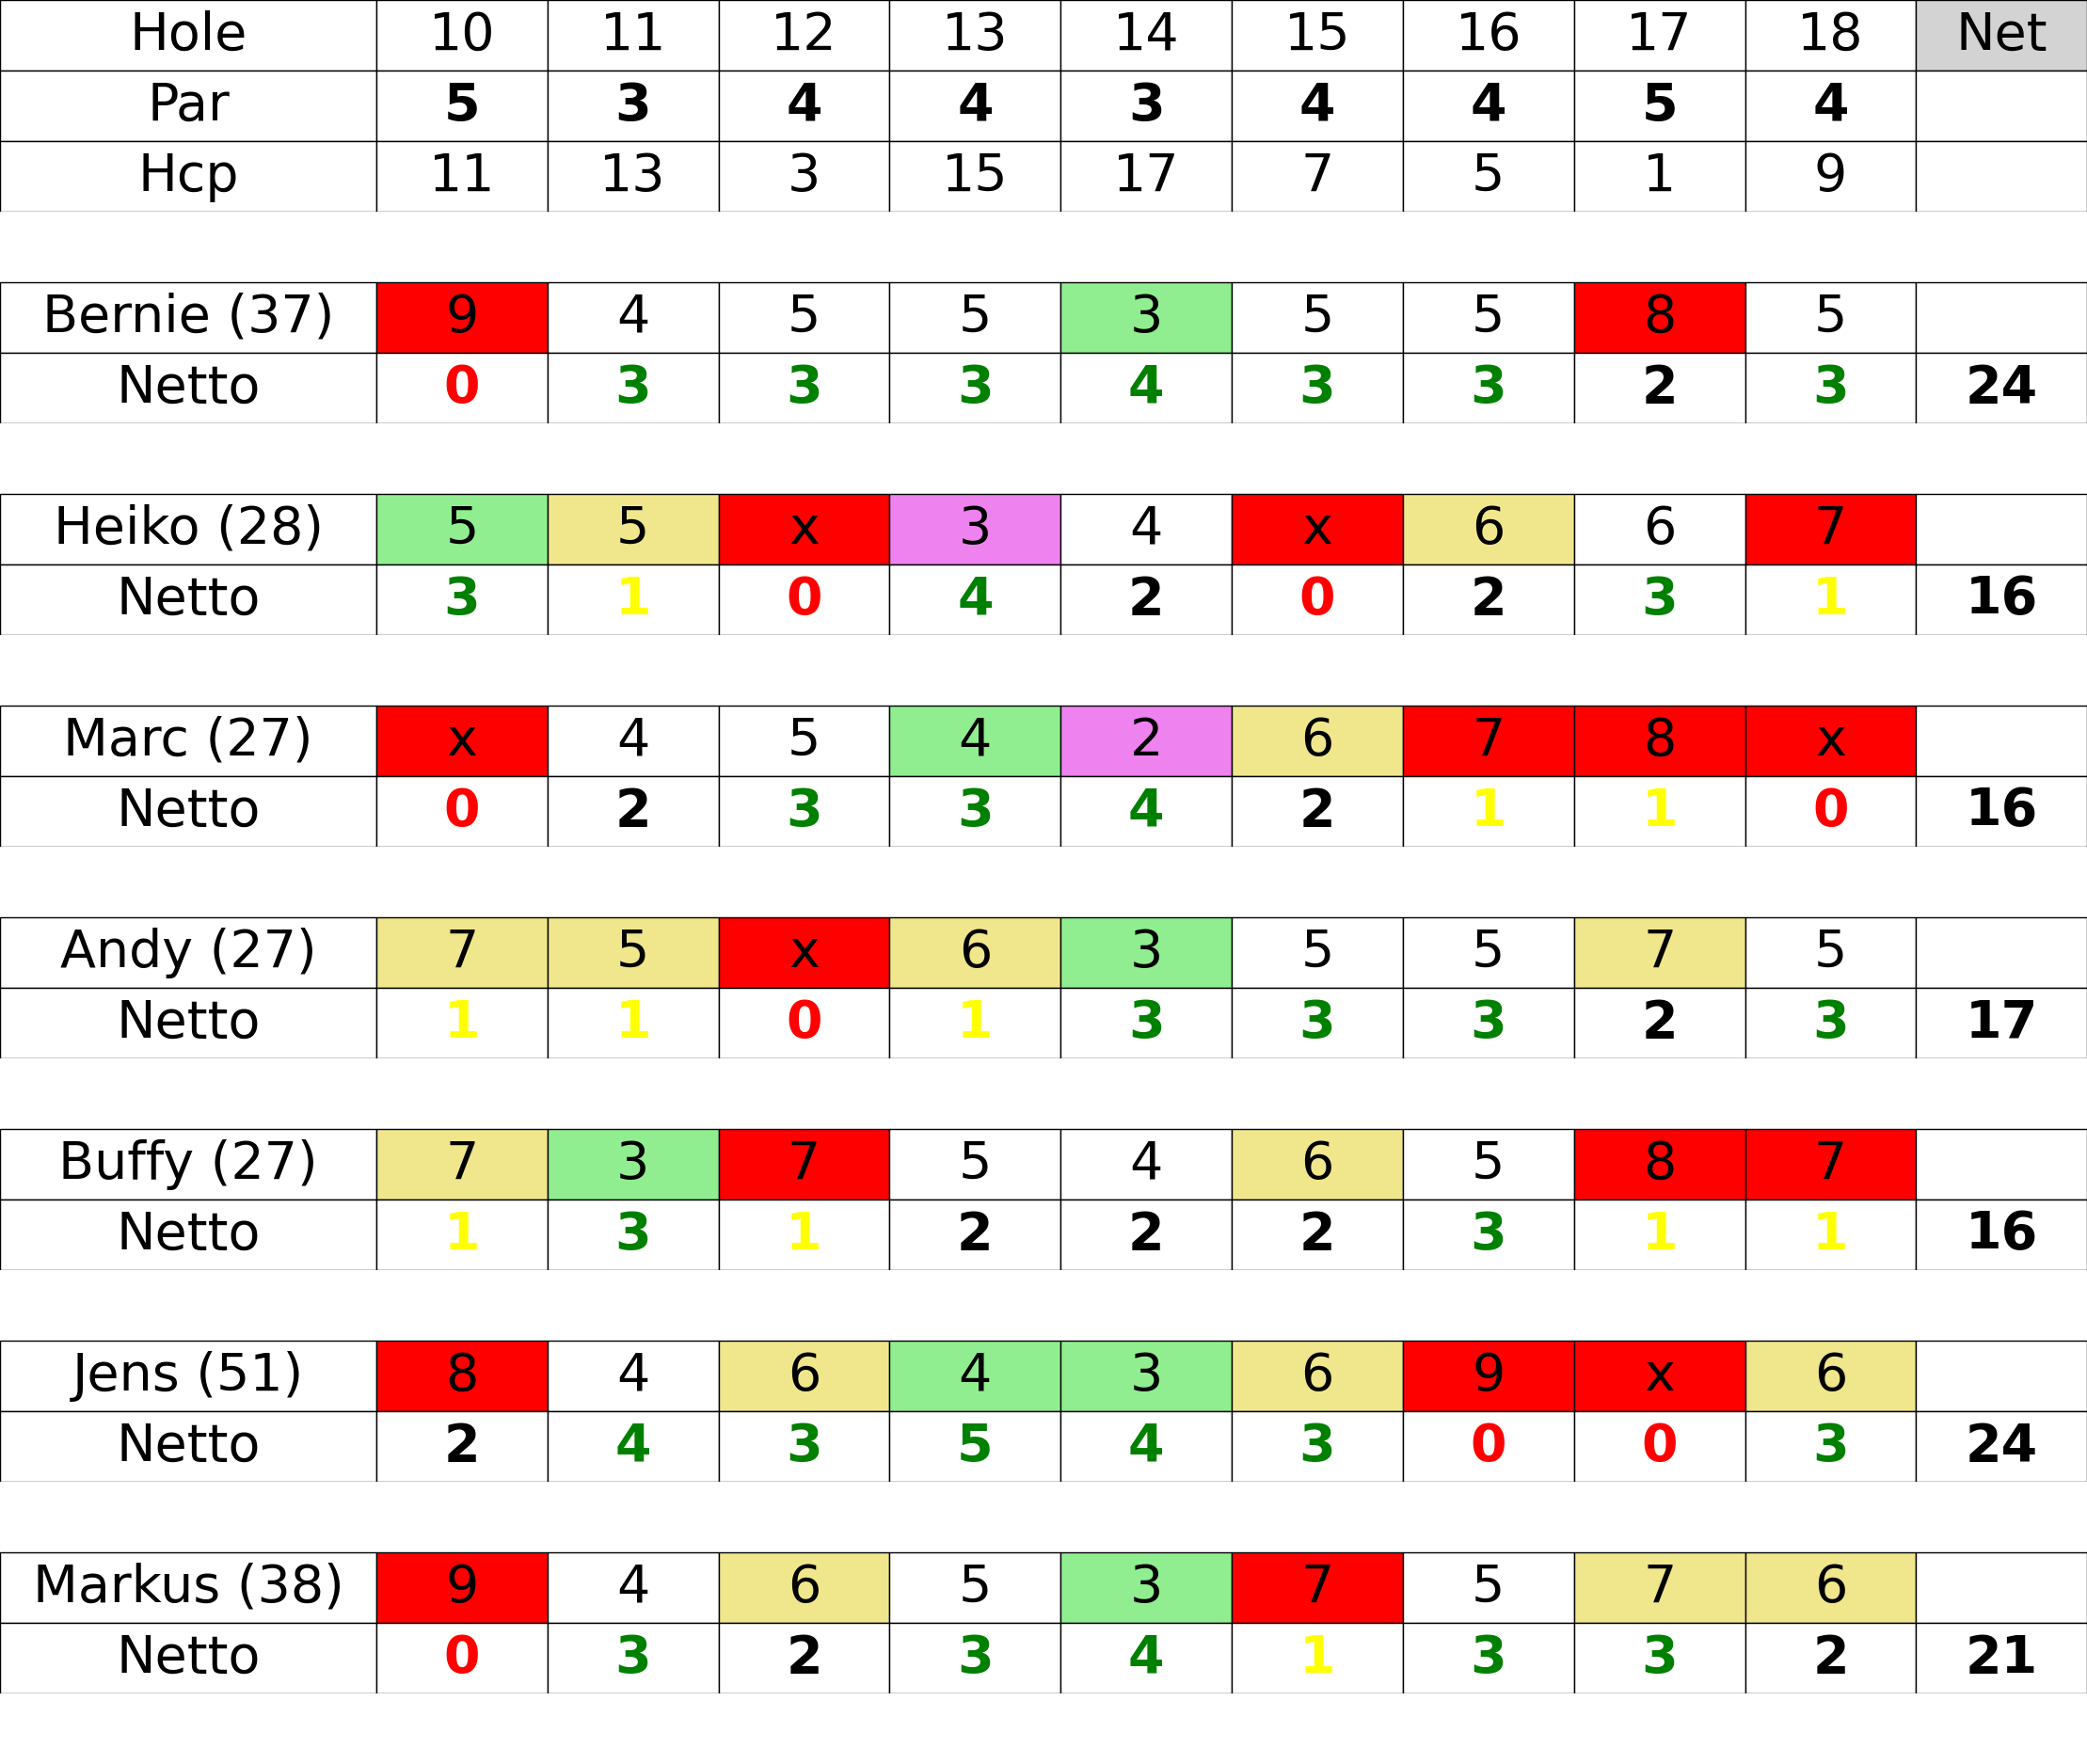 Hole 10 11 12 13 14 15 16 17 18 Net
Par 5 3 4 4 3 4 4 5 4
Hcp 11 13 3 15 17 7 5 1 9
Bernie (37) 9 4 5 5 3 5 5 8 5
Netto 0 3 3 3 4 3 3 2 3 24
Heiko (28) 5 5 x 3 4 x 6 6 7
Netto 3 1 0 4 2 0 2 3 1 16
Marc (27) x 4 5 4 2 6 7 8 x
Netto 0 2 3 3 4 2 1 1 0 16
Andy (27) 7 5 x 6 3 5 5 7 5
Netto 1 1 0 1 3 3 3 2 3 17
Buffy (27) 7 3 7 5 4 6 5 8 7
Netto 1 3 1 2 2 2 3 1 1 16
Jens (51) 8 4 6 4 3 6 9 x 6
Netto 2 4 3 5 4 3 0 0 3 24
Markus (38) 9 4 6 5 3 7 5 7 6
Netto 0 3 2 3 4 1 3 3 2 21